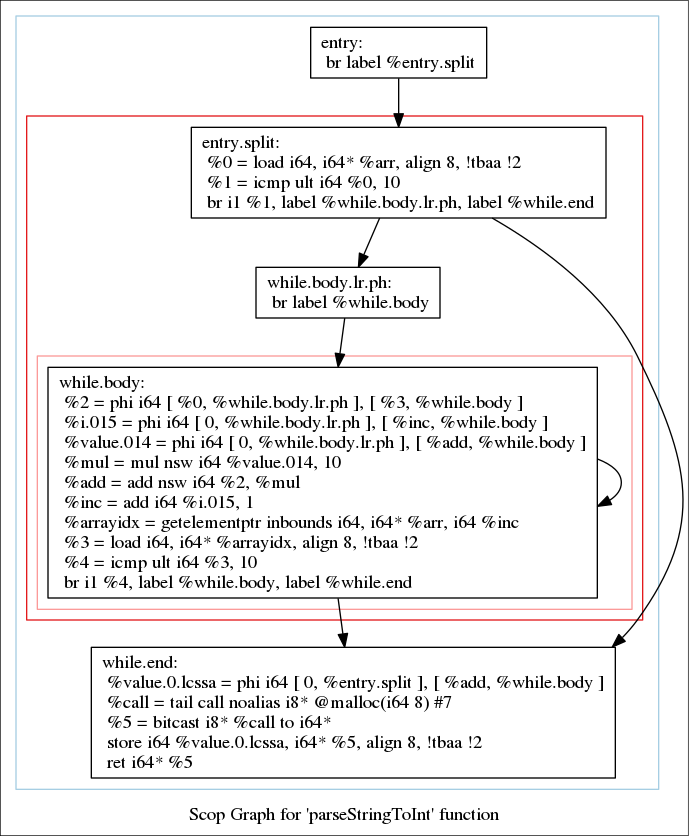 entry:
br label %entry.split
entry.split:
%0 = load i64, i64* %arr, align 8, !tbaa !2
%1 = icmp ult i64 %0, 10
br i1 %1, label %while.body.lr.ph, label %while.end
while.body.lr.ph:
br label %while.body
while.body:
%2 = phi i64 [ %0, %while.body.lr.ph ], [ %3, %while.body ]
%i.015 = phi i64 [ 0, %while.body.lr.ph ], [ %inc, %while.body ]
%value.014 = phi i64 [ 0, %while.body.lr.ph ], [ %add, %while.body ]
%mul = mul nsw i64 %value.014, 10
%add = add nsw i64 %2, %mul
%inc = add i64 %i.015, 1
%arrayidx = getelementptr inbounds i64, i64* %arr, i64 %inc
%3 = load i64, i64* %arrayidx, align 8, !tbaa !2
%4 = icmp ult i64 %3, 10
br i1 %4, label %while.body, label %while.end
while.end:
%value.0.lcssa = phi i64 [ 0, %entry.split ], [ %add, %while.body ]
%call = tail call noalias i8* @malloc(i64 8) #7
%5 = bitcast i8* %call to i64*
store i64 %value.0.lcssa, i64* %5, align 8, !tbaa !2
ret i64* %5
Scop Graph for 'parseStringToInt' function